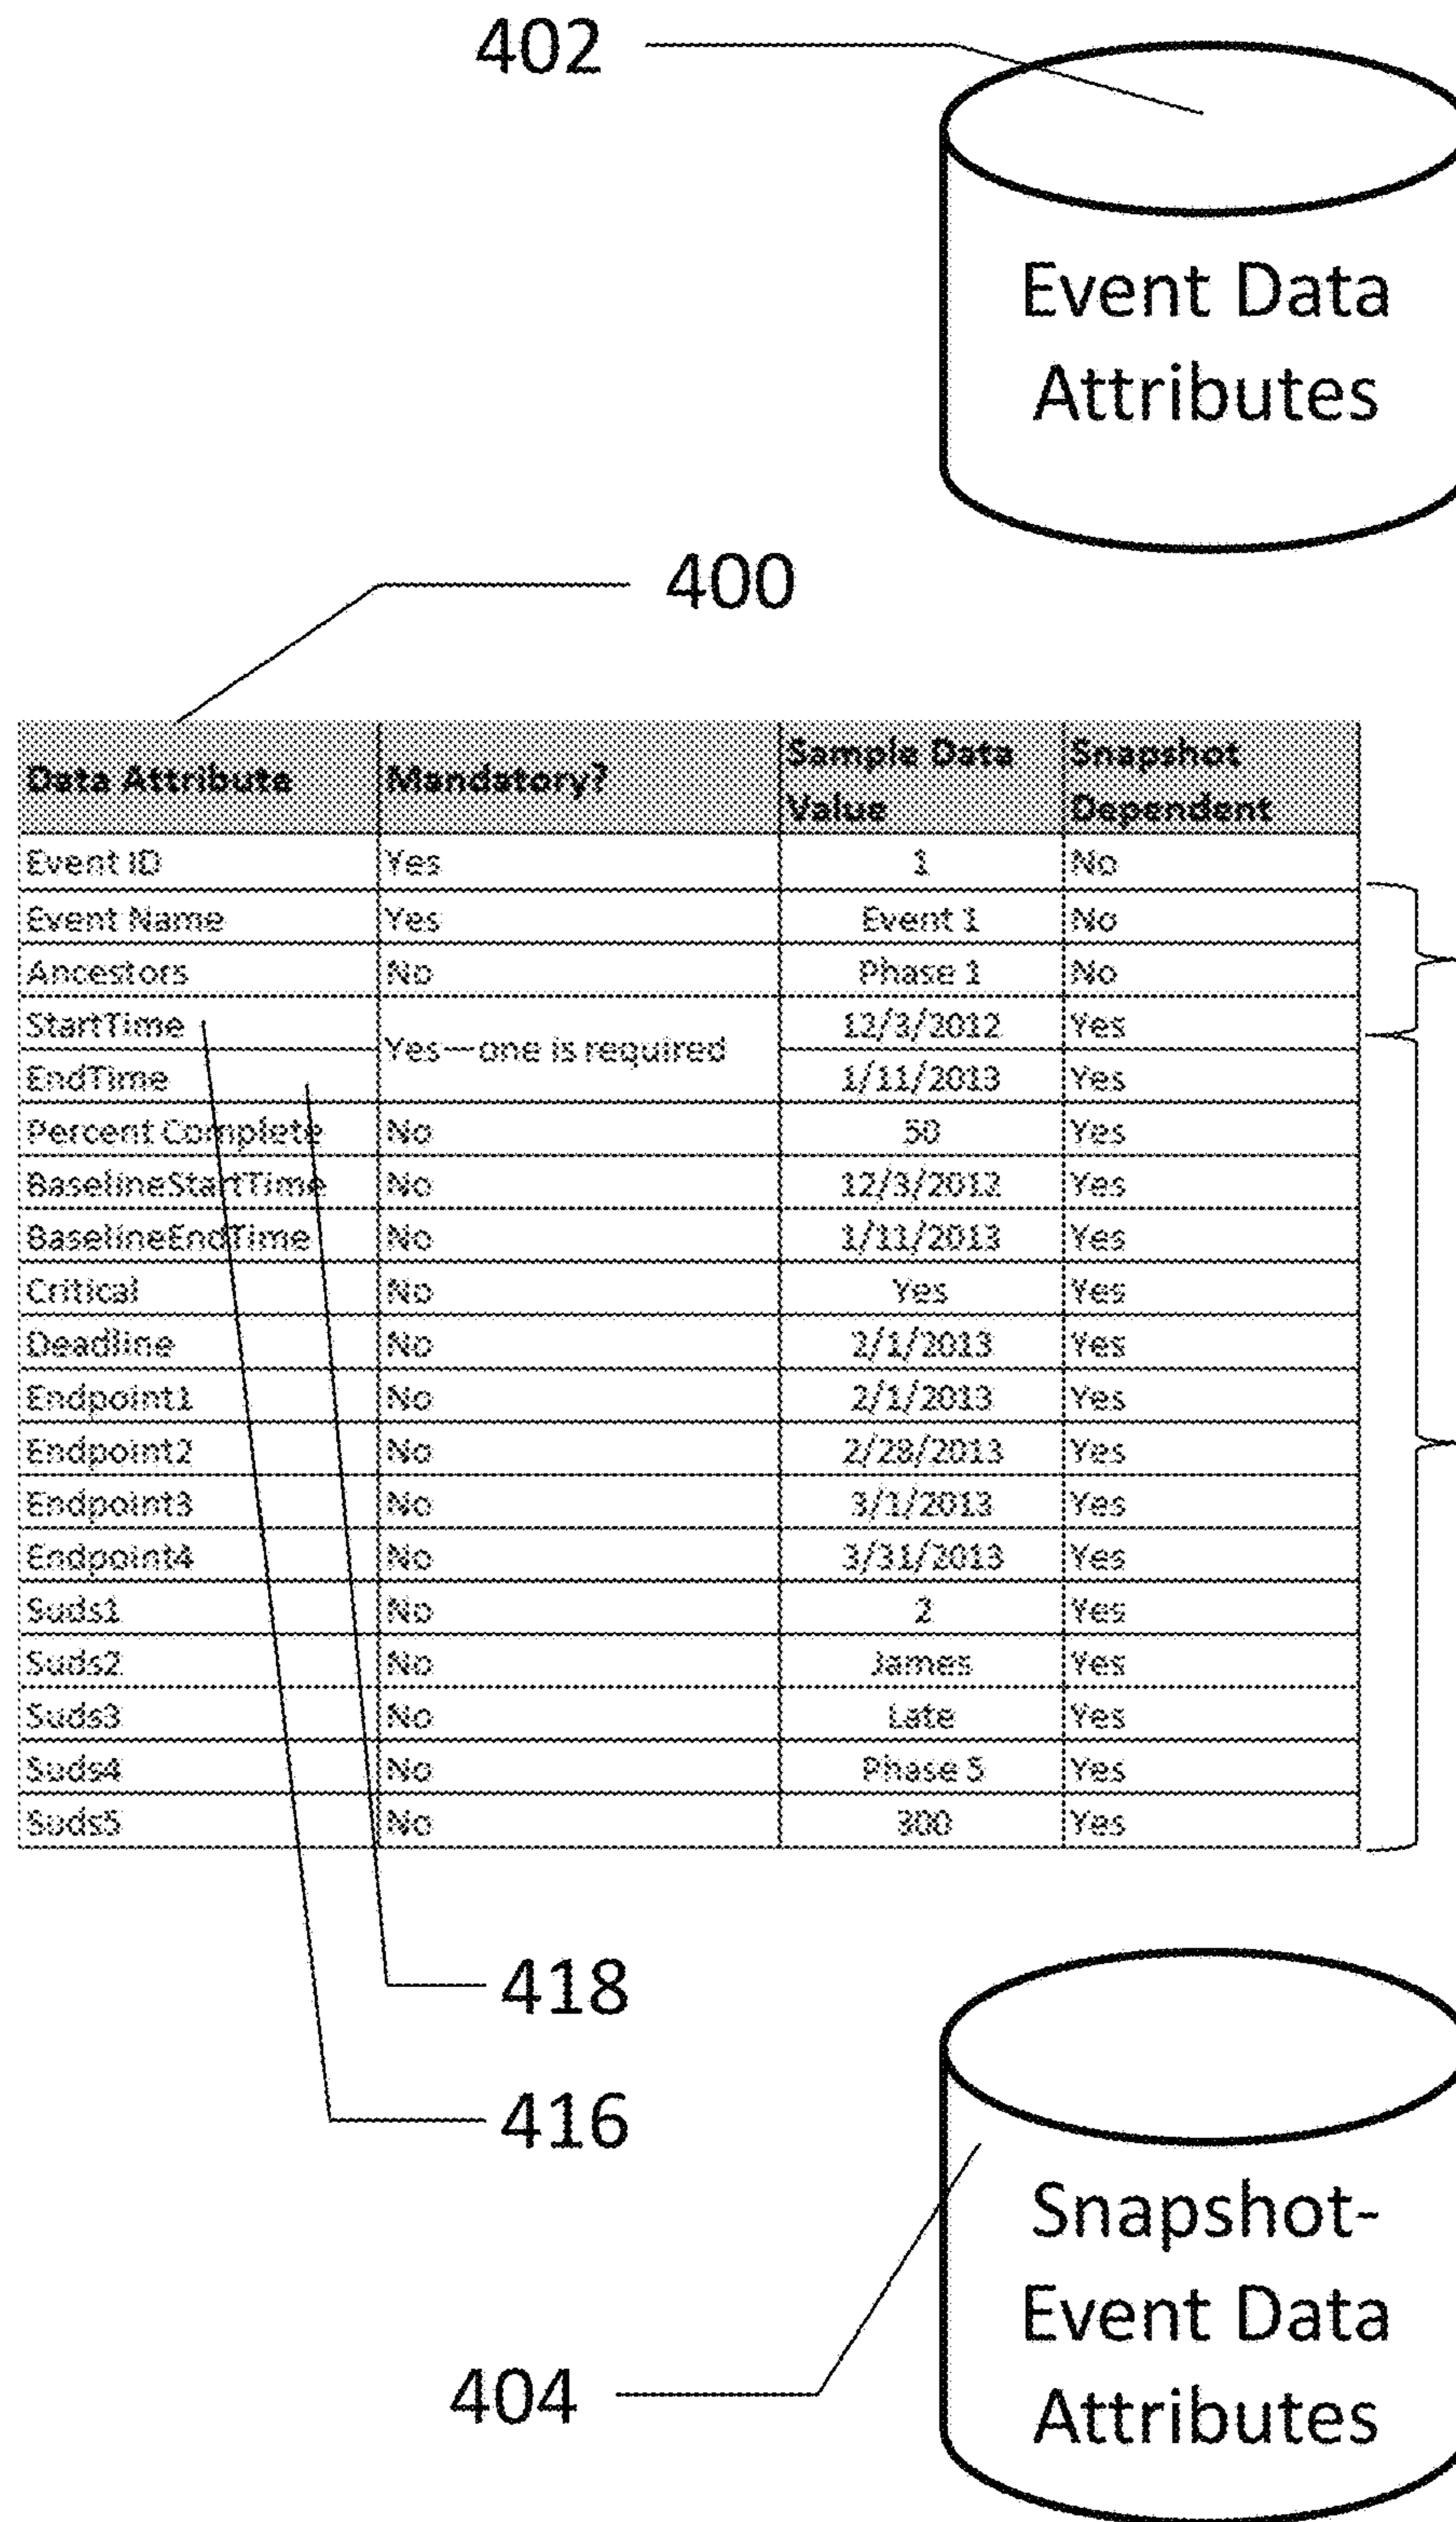 402
Event Data
Attributes
400
Data Attribute Mandatory? Sample Data Value Snapshot Dependent
Event ID Yes 1 No
Event Name Yes Event 1 No
Ancestors No Phase 1 No
StartTime Yes—one is required 12/3/2012 Yes
EndTime 1/11/2013 Yes
Percent Complete No 50 Yes
BaselineStartTime No 12/3/2012 Yes
BaselineEndTime No 1/11/2013 Yes
Critical No Yes Yes
Deadline No 2/1/2013 Yes
Endpoint1 No 2/1/2013 Yes
Endpoint2 No 2/28/2013 Yes
Endpoint3 No 3/1/2013 Yes
Endpoint4 No 3/31/2013 Yes
Suds1 No 2 Yes
Suds2 No James Yes
Suds3 No Late Yes
Suds4 No Phase 5 Yes
Suds5 No 300 Yes
418
416
Snapshot-
Event Data
Attributes
404